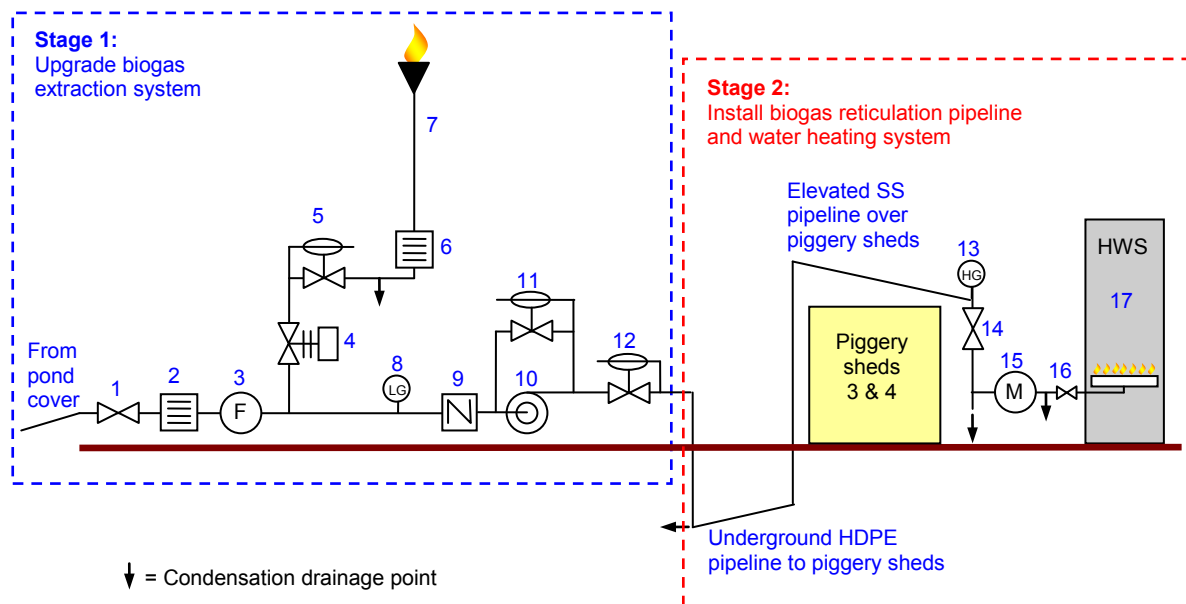 Stage 1:
Upgrade biogas
extraction system
Stage 2:
Install biogas reticulation pipeline
and water heating system
7
5
6
4
From
pond
cover
1
2
3
F
8
LG
9
10
11
12
Elevated SS
pipeline over
piggery sheds
13
HG
14
15
M
16
HWS
17
Piggery
sheds
3 & 4
Underground HDPE
pipeline to piggery sheds
= Condensation drainage point